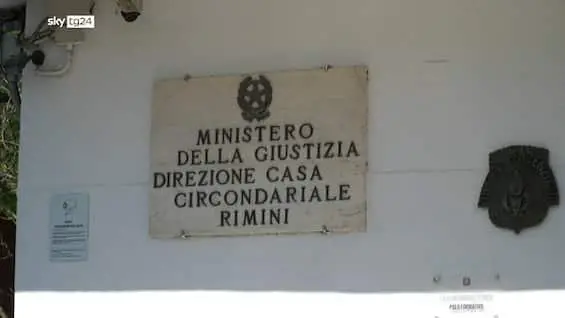 sky tg24
MINISTERO
DELLA GIUSTIZIA
DIREZIONE CASA
CIRCONDARIALE
RIMINI